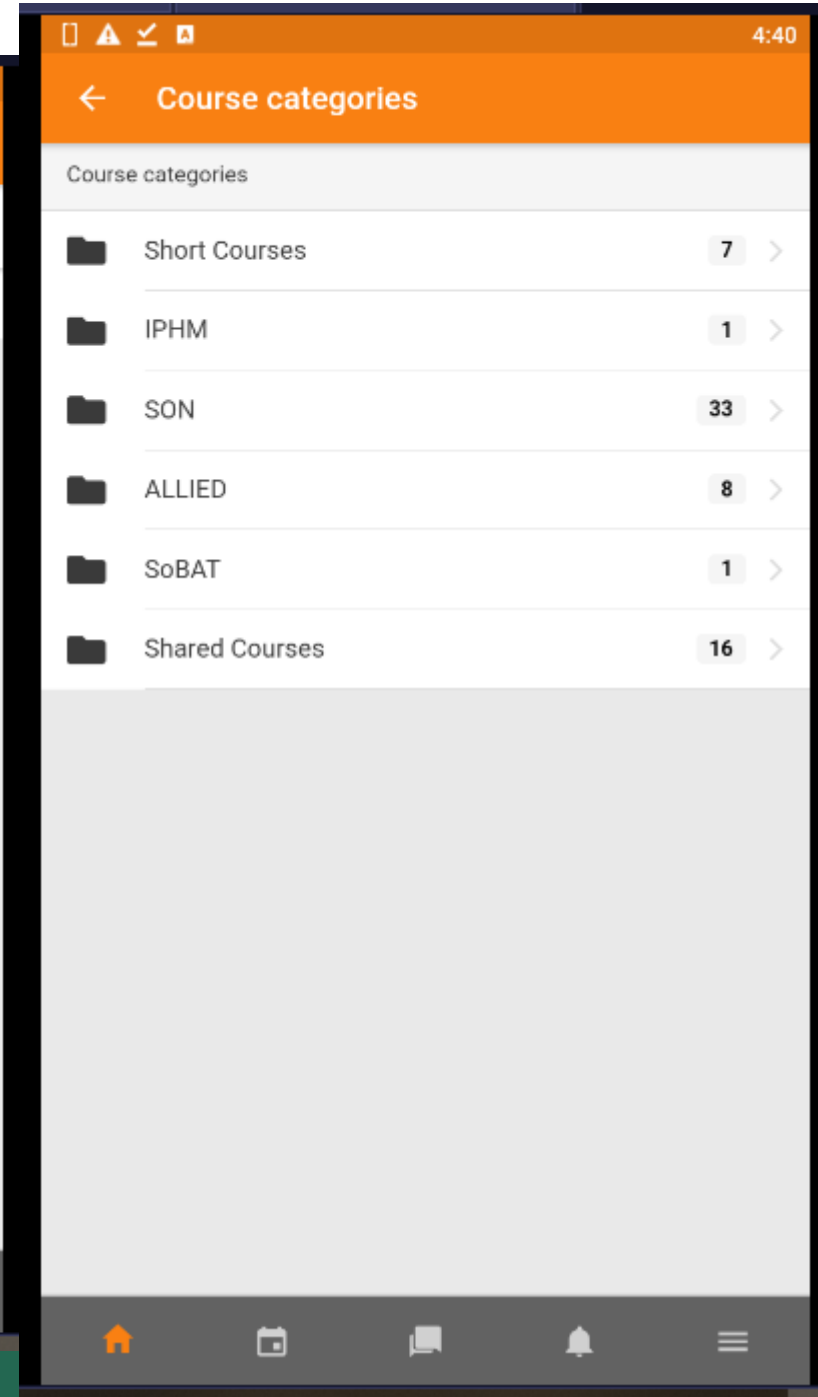 4:40
Course categories
Course categories
Short Courses 7
IPHM 1
SON 33
ALLIED 8
SoBAT 1
Shared Courses 16